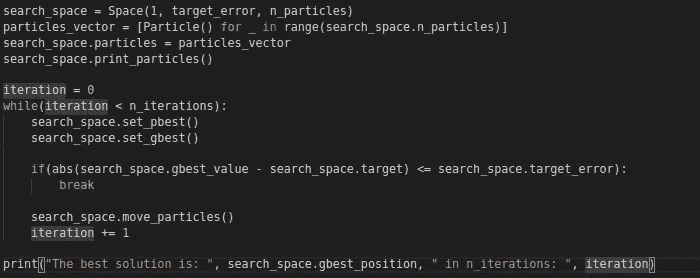 search_space = Space(1, target_error, n_particles)
particles_vector = [Particle() for _ in range(search_space.n_particles)]
search_space.particles = particles_vector
search_space.print_particles()

iteration = 0
while(iteration < n_iterations):
    search_space.set_pbest()
    search_space.set_gbest()

    if(abs(search_space.gbest_value - search_space.target) <= search_space.target_error):
        break

    search_space.move_particles()
    iteration += 1

print("The best solution is: ", search_space.gbest_position, " in n_iterations: ", iteration)